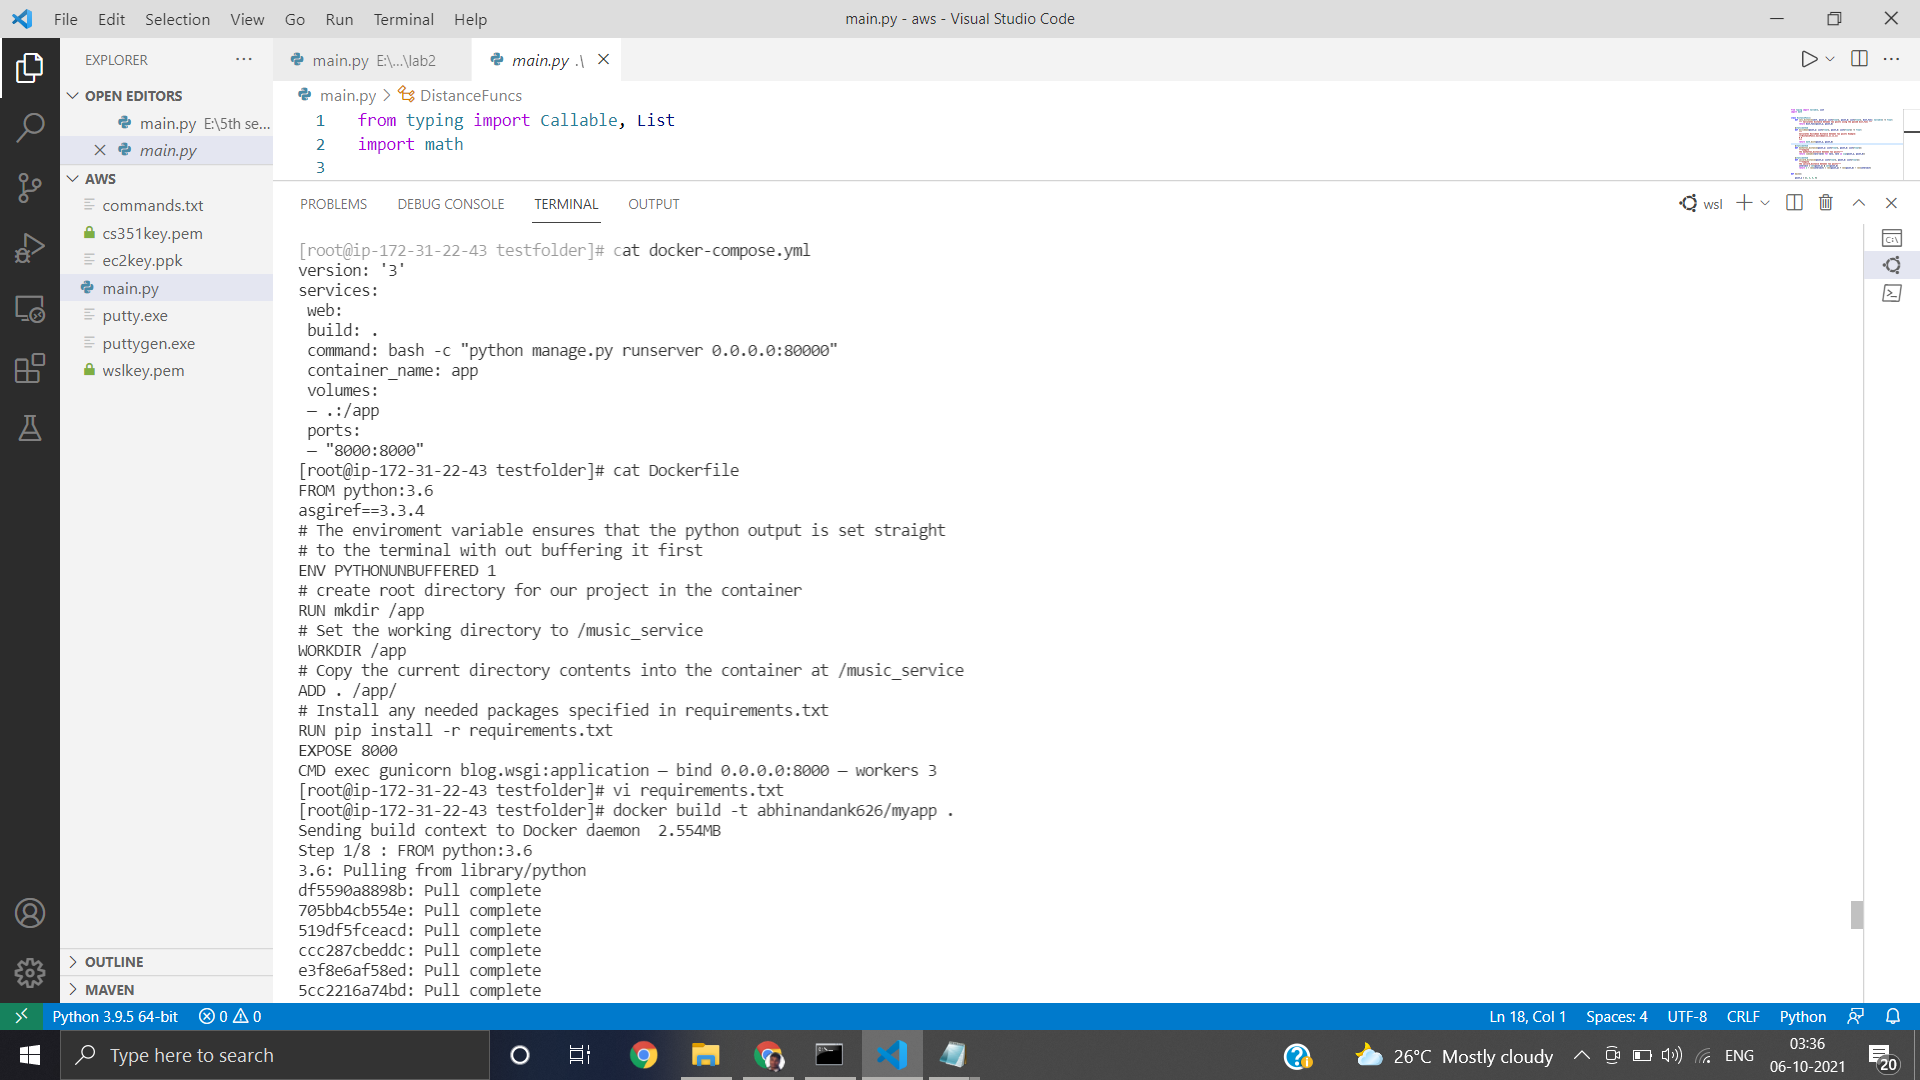 File Edit Selection View Go Run Terminal Help
main.py - aws - Visual Studio Code
EXPLORER
OPEN EDITORS
main.py E:\5th se...
main.py
AWS
commands.txt
cs351key.pem
ec2key.ppk
main.py
putty.exe
puttygen.exe
wslkey.pem
OUTLINE
MAVEN
main.py E:\...\lab2
main.py .\
main.py > DistanceFuncs
1 from typing import Callable, List
2 import math
3
PROBLEMS DEBUG CONSOLE TERMINAL OUTPUT
wsl
[root@ip-172-31-22-43 testfolder]# cat docker-compose.yml
version: '3'
services:
web:
build: .
command: bash -c "python manage.py runserver 0.0.0.0:80000"
container_name: app
volumes:
– .:/app
ports:
– "8000:8000"
[root@ip-172-31-22-43 testfolder]# cat Dockerfile
FROM python:3.6
asgiref==3.3.4
# The enviroment variable ensures that the python output is set straight
# to the terminal with out buffering it first
ENV PYTHONUNBUFFERED 1
# create root directory for our project in the container
RUN mkdir /app
# Set the working directory to /music_service
WORKDIR /app
# Copy the current directory contents into the container at /music_service
ADD . /app/
# Install any needed packages specified in requirements.txt
RUN pip install -r requirements.txt
EXPOSE 8000
CMD exec gunicorn blog.wsgi:application – bind 0.0.0.0:8000 – workers 3
[root@ip-172-31-22-43 testfolder]# vi requirements.txt
[root@ip-172-31-22-43 testfolder]# docker build -t abhinandank626/myapp .
Sending build context to Docker daemon  2.554MB
Step 1/8 : FROM python:3.6
3.6: Pulling from library/python
df5590a8898b: Pull complete
705bb4cb554e: Pull complete
519df5fceacd: Pull complete
ccc287cbeddc: Pull complete
e3f8e6af58ed: Pull complete
5cc2216a74bd: Pull complete
Python 3.9.5 64-bit 0 0
Ln 18, Col 1 Spaces: 4 UTF-8 CRLF Python
Type here to search
26°C Mostly cloudy
ENG
03:36
06-10-2021
20